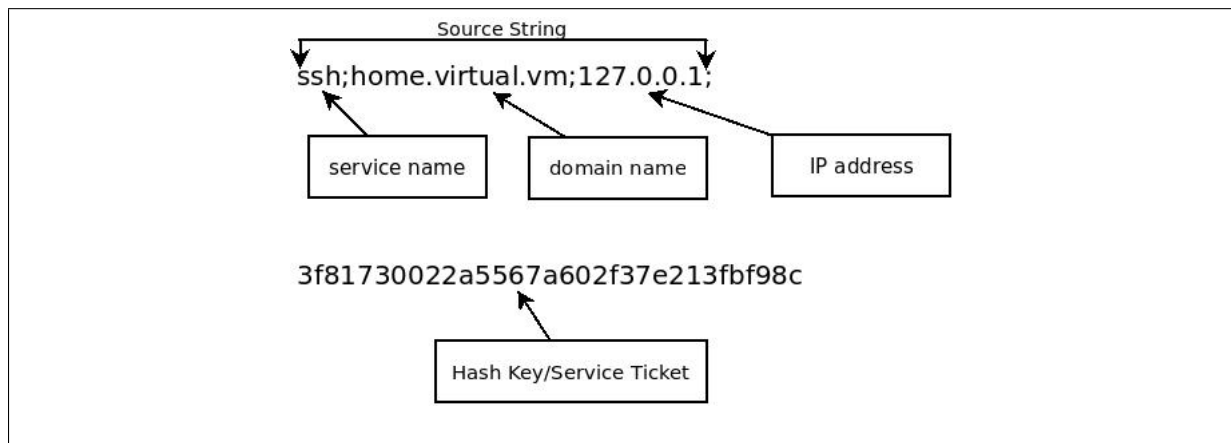 Source String
ssh;home.virtual.vm;127.0.0.1;
service name
domain name
IP address
3f81730022a5567a602f37e213fbf98c
Hash Key/Service Ticket